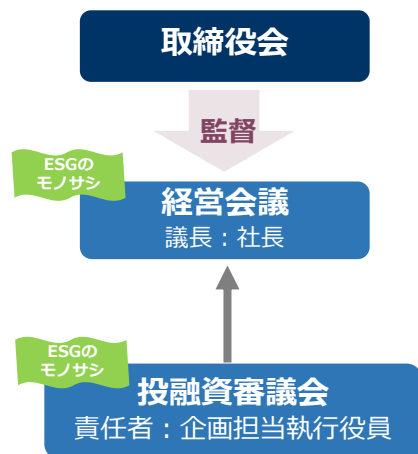 取締役会
監督
ESGの
モノサシ
経営会議
議長：社長
ESGの
モノサシ
投融資審議会
責任者：企画担当執行役員